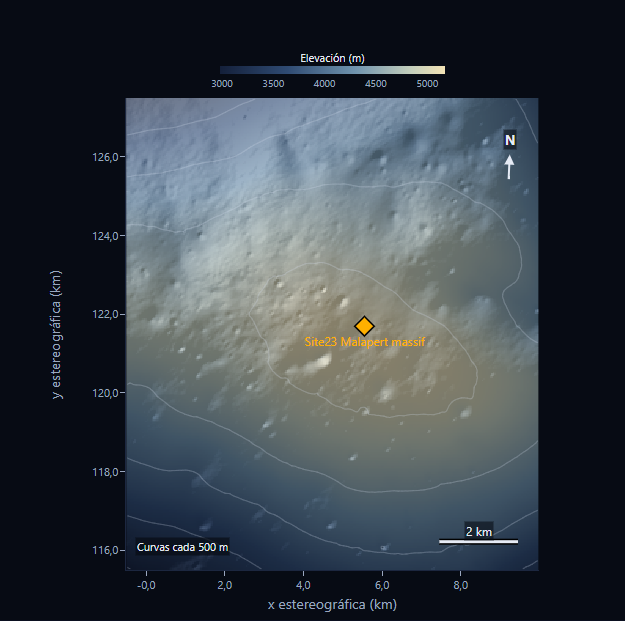 Elevación (m)
3000 3500 4000 4500 5000
N
126,0
124,0
122,0
120,0
118,0
116,0
y estereográfica (km)
Site23 Malapert massif
2 km
Curvas cada 500 m
-0,0 2,0 4,0 6,0 8,0
x estereográfica (km)